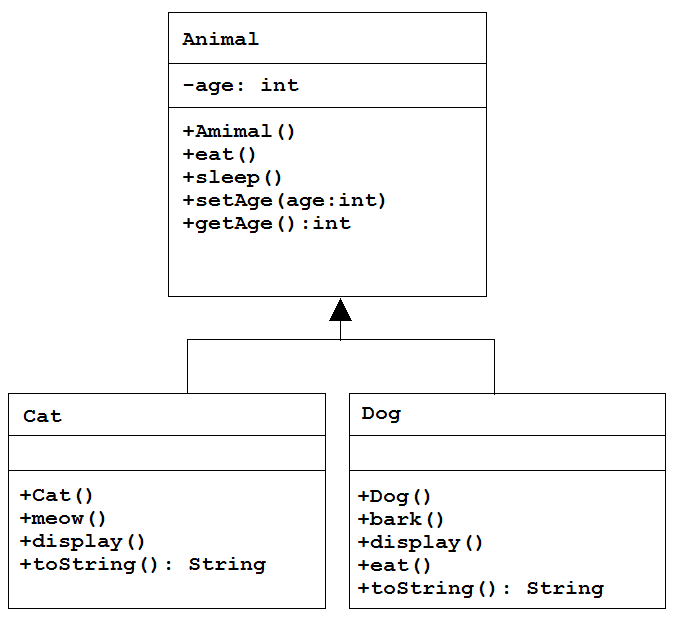 Animal
-age: int
+Amimal()
+eat()
+sleep()
+setAge(age:int)
+getAge():int
Cat
+Cat()
+meow()
+display()
+toString(): String
Dog
+Dog()
+bark()
+display()
+eat()
+toString(): String